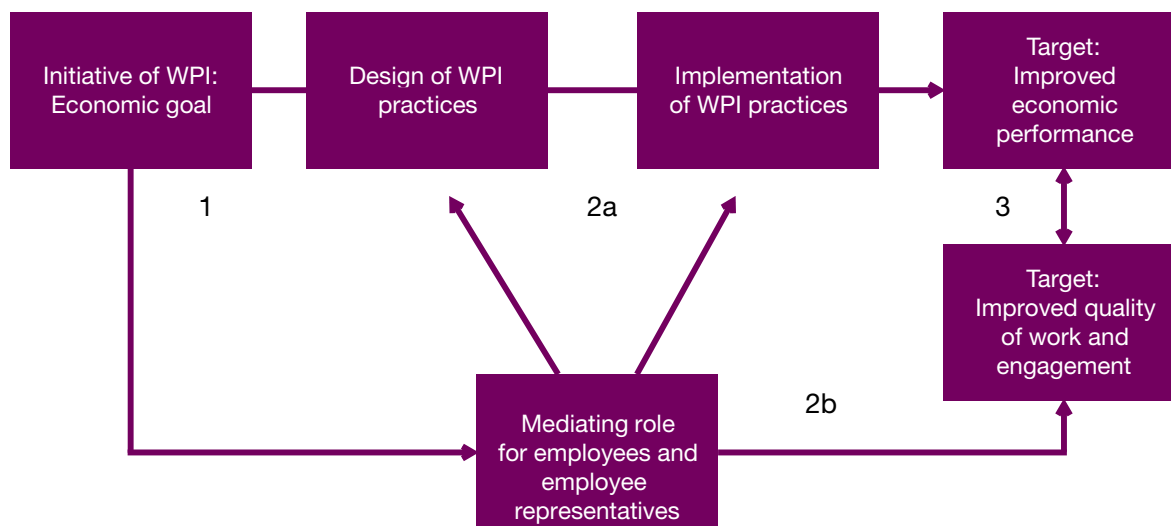 Initiative of WPI:
Economic goal
Design of WPI
practices
Implementation
of WPI practices
Target:
Improved
economic
performance
1
2a
3
Target:
Improved quality
of work and
engagement
2b
Mediating role
for employees and
employee
representatives